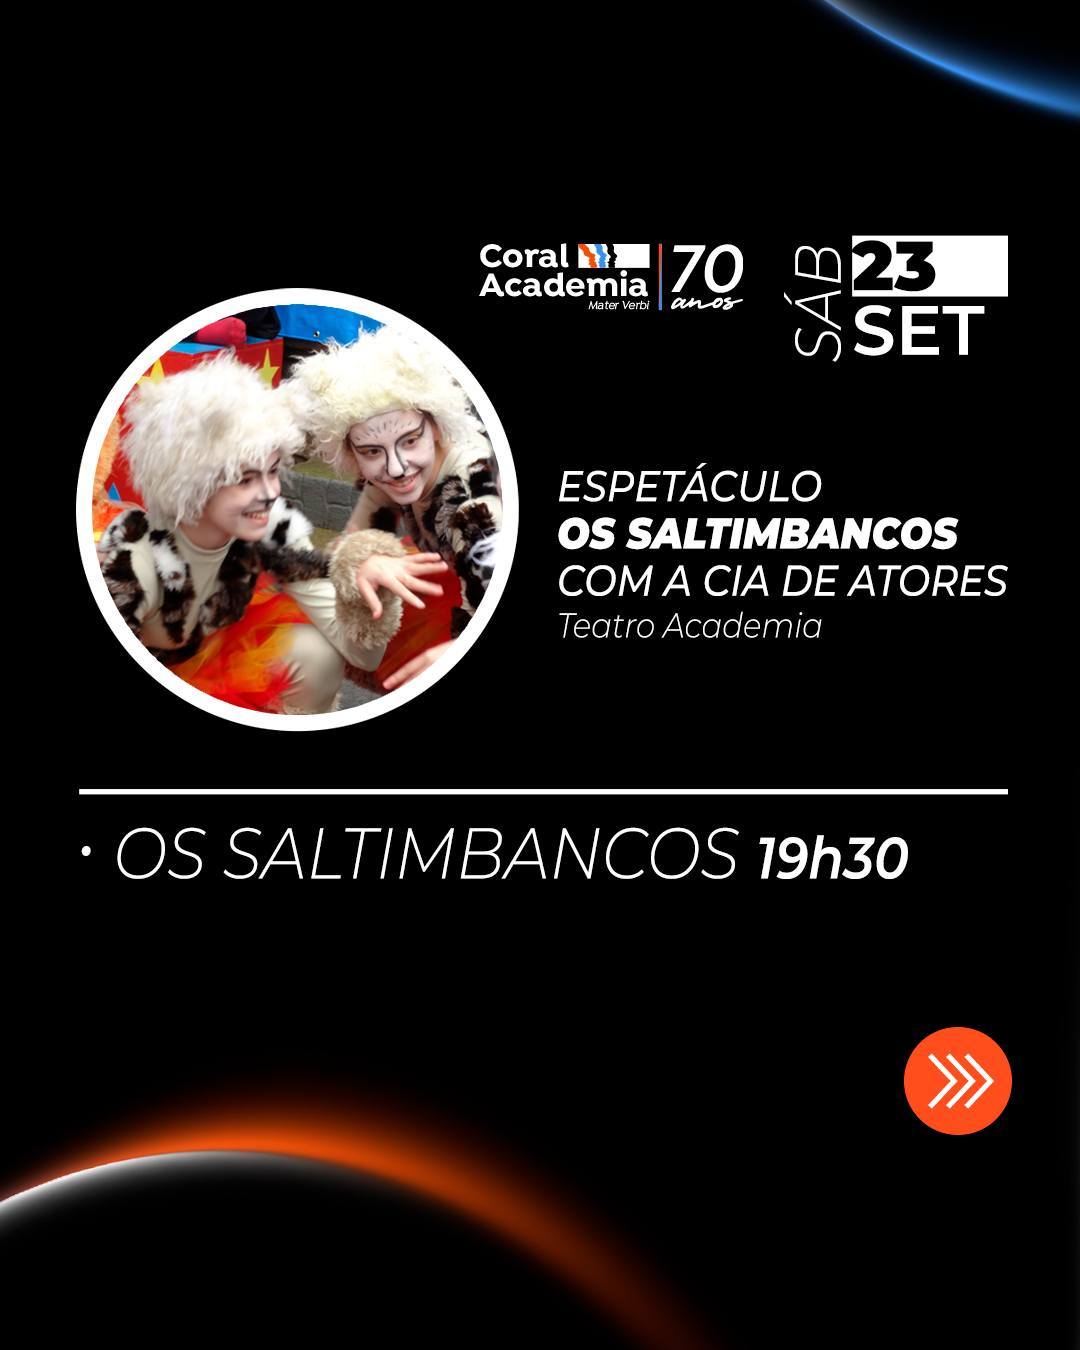 Coral
Academia
Mater Verbi
70
anos
SÁB
23
SET
ESPETÁCULO
OS SALTIMBANCOS
COM A CIA DE ATORES
Teatro Academia
• OS SALTIMBANCOS 19h30